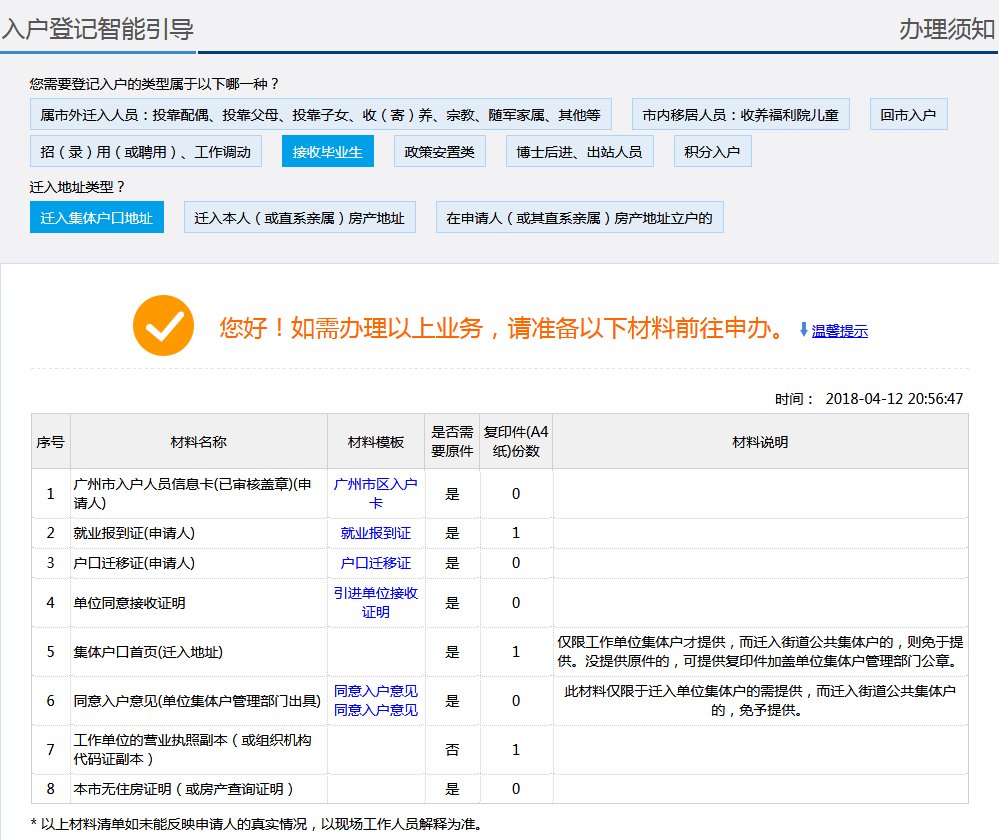 入户登记智能引导 办理须知
您需要登记入户的类型属于以下哪一种？
属市外迁入人员：投靠配偶、投靠父母、投靠子女、收（寄）养、宗教、随军家属、其他等 市内移居人员：收养福利院儿童 回市入户
招（录）用（或聘用）、工作调动 接收毕业生 政策安置类 博士后进、出站人员 积分入户
迁入地址类型？
迁入集体户口地址 迁入本人（或直系亲属）房产地址 在申请人（或其直系亲属）房产地址立户的
您好！如需办理以上业务，请准备以下材料前往申办。 温馨提示
时间： 2018-04-12 20:56:47
序号 材料名称 材料模板 是否需要原件 复印件(A4纸)份数 材料说明
1 广州市入户人员信息卡(已审核盖章)(申请人) 广州市区入户卡 是 0
2 就业报到证(申请人) 就业报到证 是 1
3 户口迁移证(申请人) 户口迁移证 是 0
4 单位同意接收证明 引进单位接收证明 是 0
5 集体户口首页(迁入地址) 是 1 仅限工作单位集体户才提供，而迁入街道公共集体户的，则免于提供。没提供原件的，可提供复印件加盖单位集体户管理部门公章。
6 同意入户意见(单位集体户管理部门出具) 同意入户意见 同意入户意见 是 0 此材料仅限于迁入单位集体户的需提供，而迁入街道公共集体户的，免予提供。
7 工作单位的营业执照副本（或组织机构代码证副本） 否 1
8 本市无住房证明（或房产查询证明） 是 0
* 以上材料清单如未能反映申请人的真实情况，以现场工作人员解释为准。